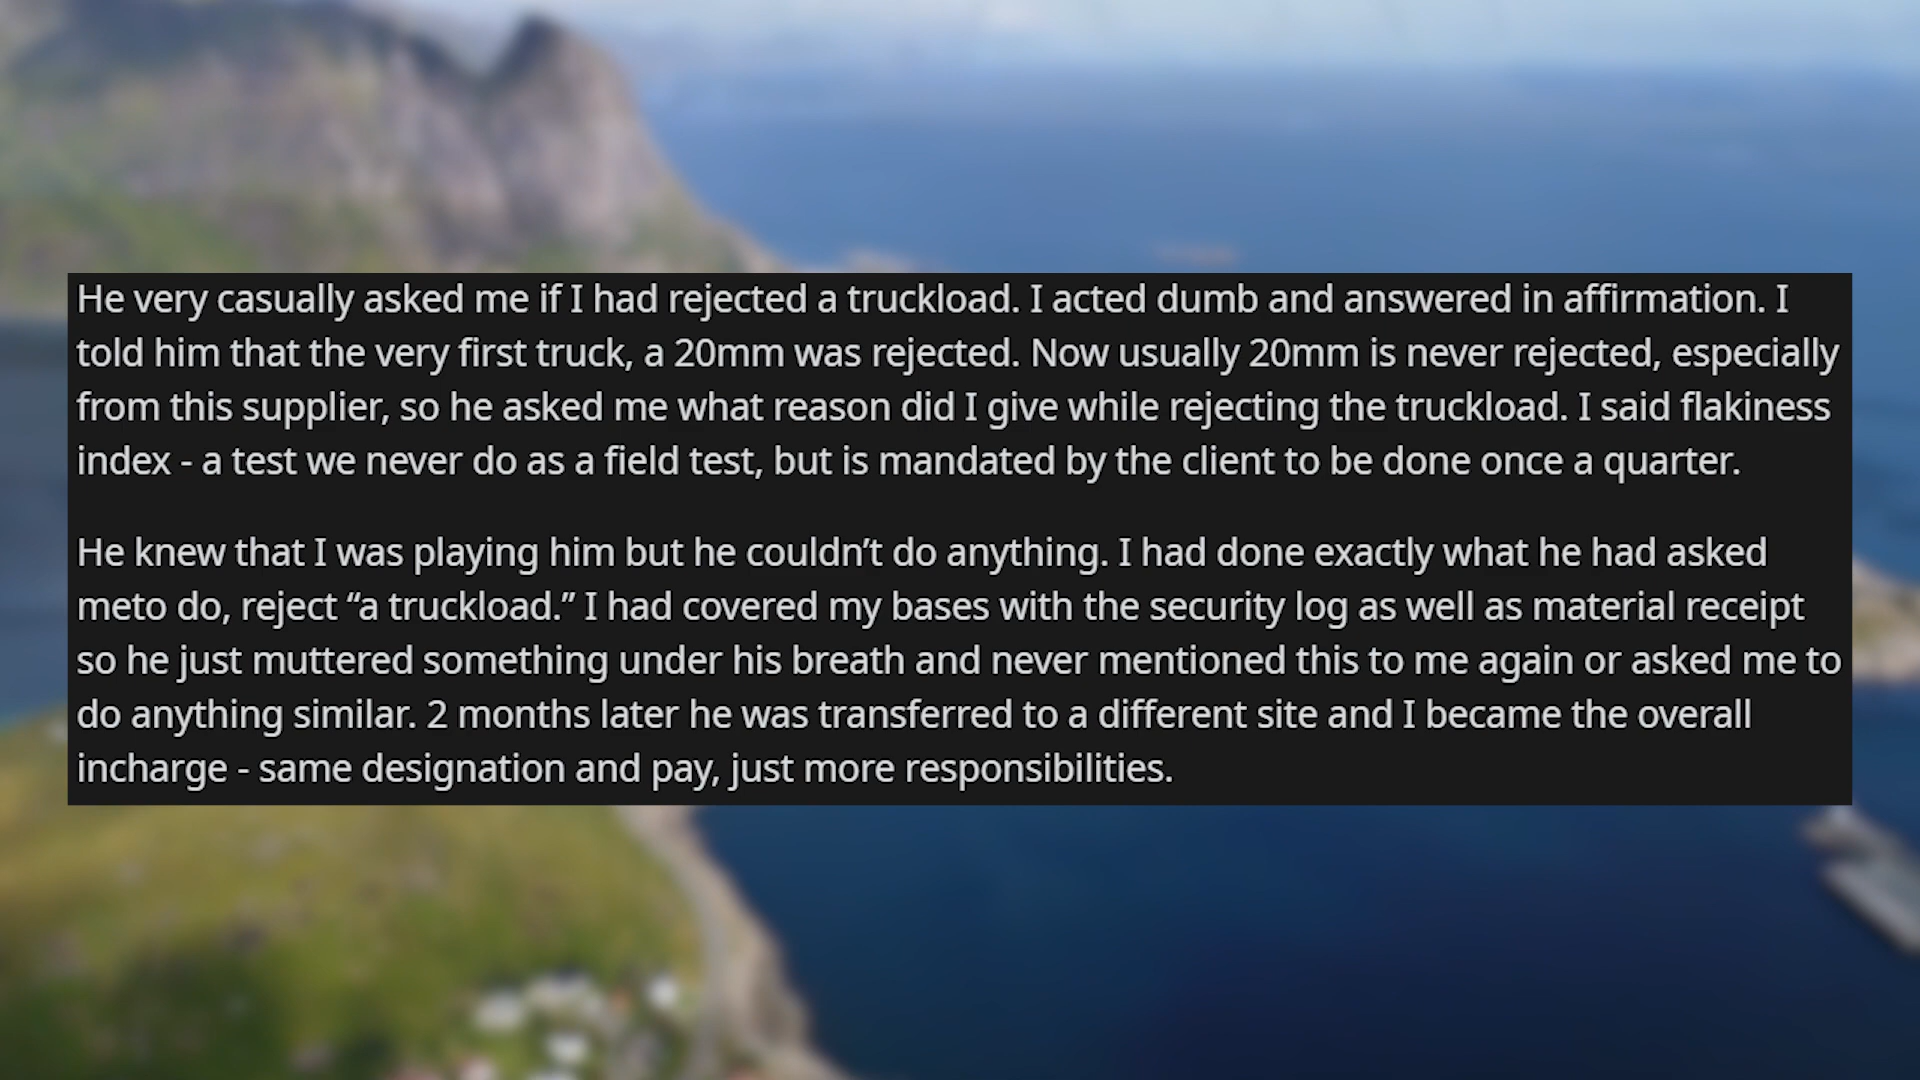 He very casually asked me if I had rejected a truckload. I acted dumb and answered in affirmation. I
told him that the very first truck, a 20mm was rejected. Now usually 20mm is never rejected, especially
from this supplier, so he asked me what reason did I give while rejecting the truckload. I said flakiness
index - a test we never do as a field test, but is mandated by the client to be done once a quarter.
He knew that I was playing him but he couldn’t do anything. I had done exactly what he had asked
meto do, reject “a truckload.” I had covered my bases with the security log as well as material receipt
so he just muttered something under his breath and never mentioned this to me again or asked me to
do anything similar. 2 months later he was transferred to a different site and I became the overall
incharge - same designation and pay, just more responsibilities.